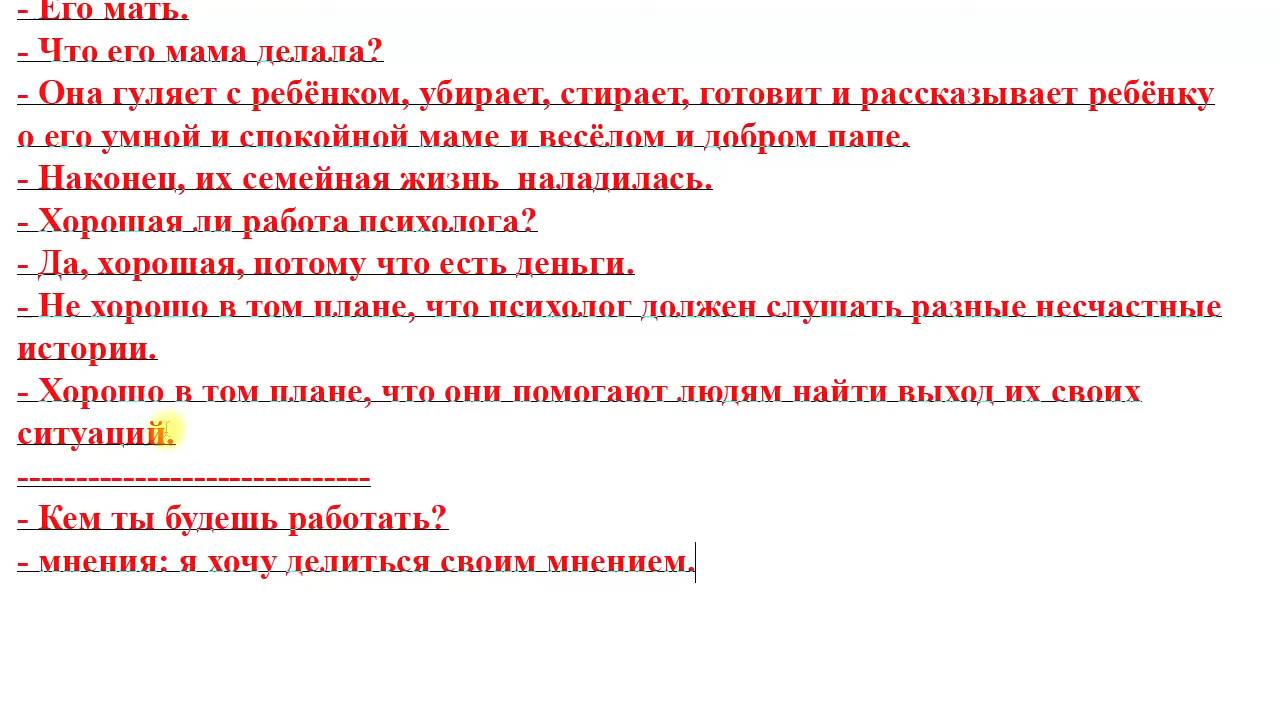 - Его мать.
- Что его мама делала?
- Она гуляет с ребёнком, убирает, стирает, готовит и рассказывает ребёнку
о его умной и спокойной маме и весёлом и добром папе.
- Наконец, их семейная жизнь  наладилась.
- Хорошая ли работа психолога?
- Да, хорошая, потому что есть деньги.
- Не хорошо в том плане, что психолог должен слушать разные несчастные
истории.
- Хорошо в том плане, что они помогают людям найти выход их своих
ситуаций.
------------------------------
- Кем ты будешь работать?
- мнения: я хочу делиться своим мнением.